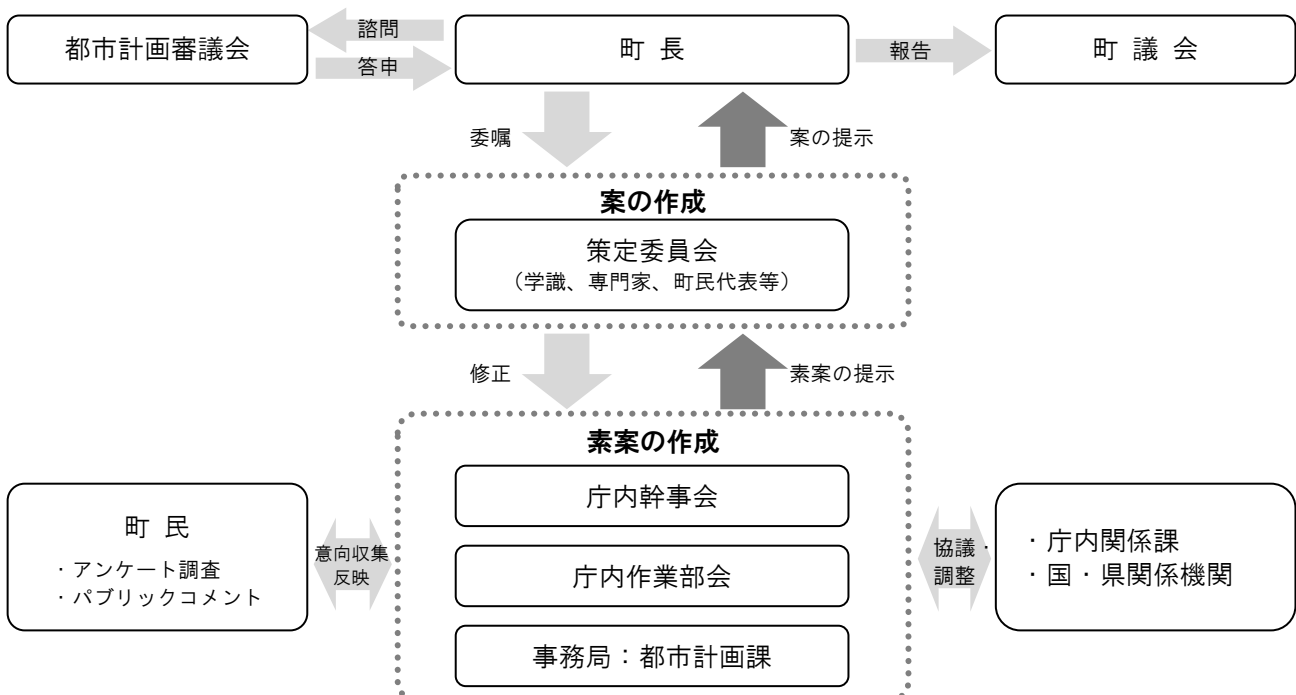 諮問
都市計画審議会
答申
町 長
報告
町 議 会
委嘱
案の提示
案の作成
策定委員会
（学識、専門家、町民代表等）
修正
素案の提示
素案の作成
庁内幹事会
町 民
・アンケート調査
・パブリックコメント
意向収集
反映
庁内作業部会
協議・
調整
・庁内関係課
・国・県関係機関
事務局：都市計画課